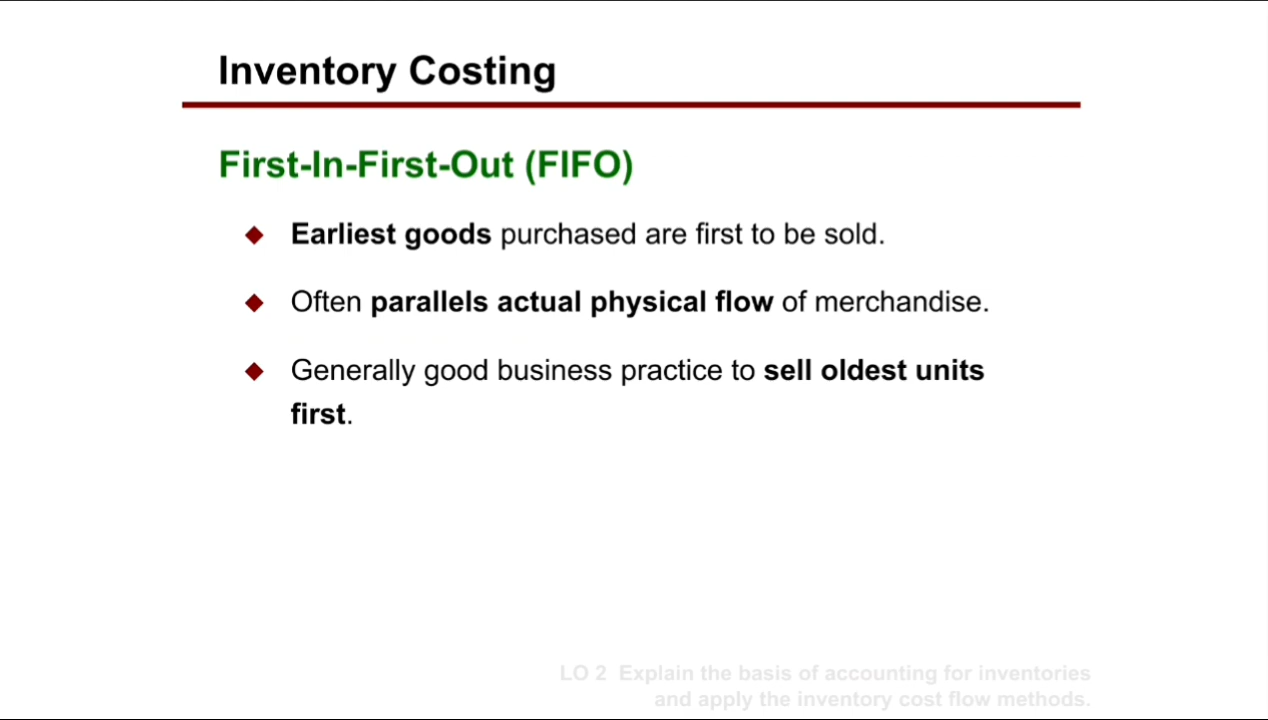 Inventory Costing
First-In-First-Out (FIFO)
Earliest goods purchased are first to be sold.
Often parallels actual physical flow of merchandise.
Generally good business practice to sell oldest units
first.
LO 2 Explain the basis of accounting for inventories
and apply the inventory cost flow methods.